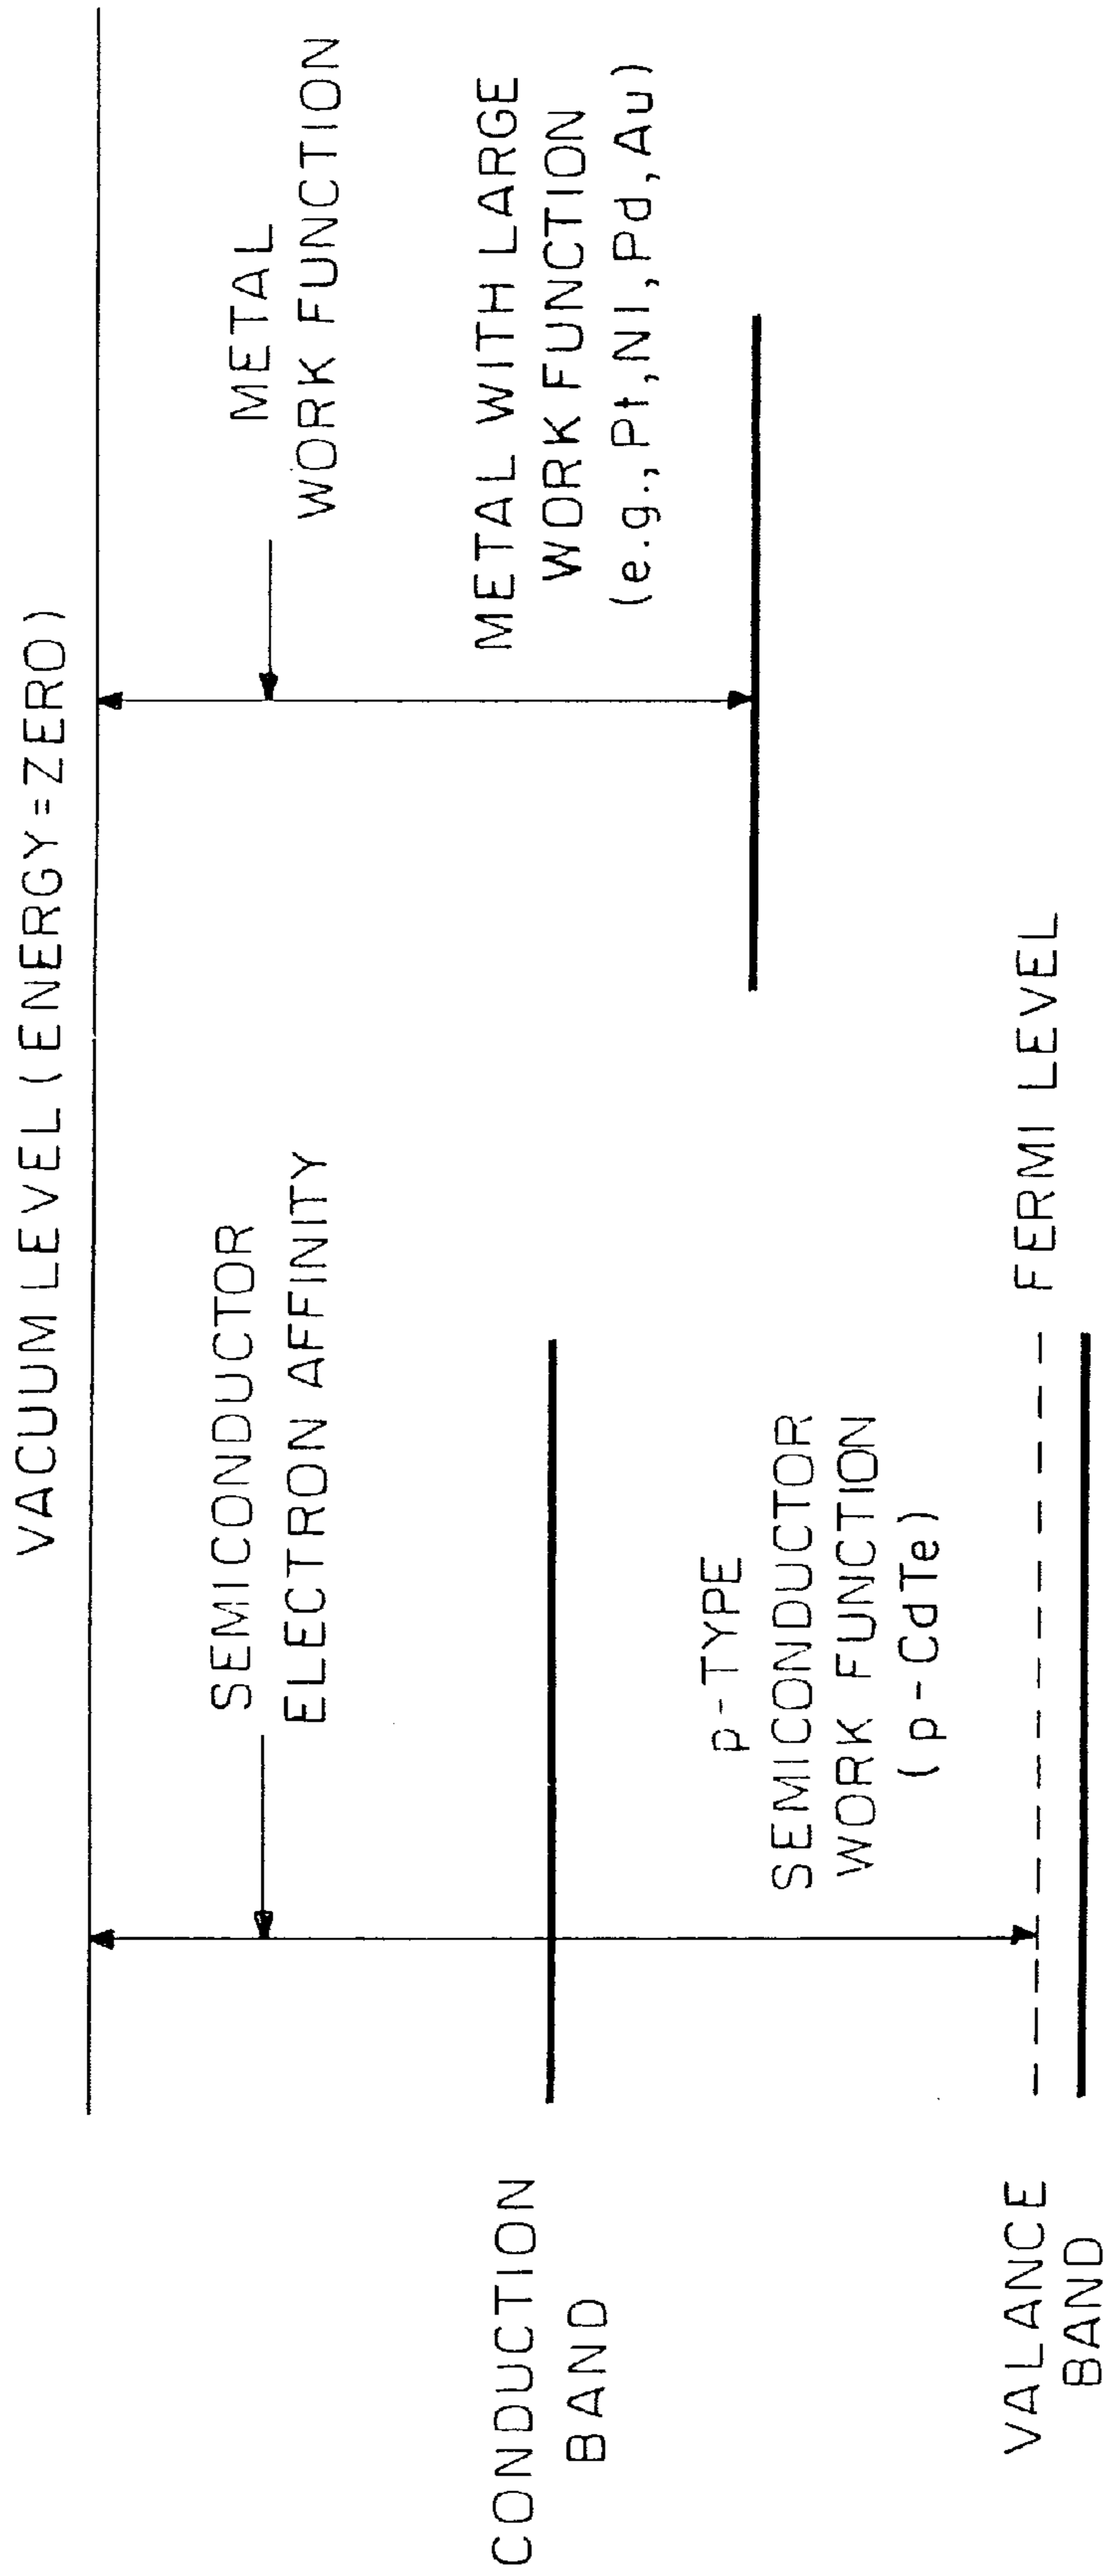 VACUUM LEVEL (ENERGY=ZERO)
SEMICONDUCTOR
ELECTRON AFFINITY
METAL
WORK FUNCTION
CONDUCTION
BAND
METAL WITH LARGE
WORK FUNCTION
(e.g., Pt, NI, Pd, Au)
p-TYPE
SEMICONDUCTOR
WORK FUNCTION
(p-CdTe)
VALANCE
BAND
FERMI LEVEL